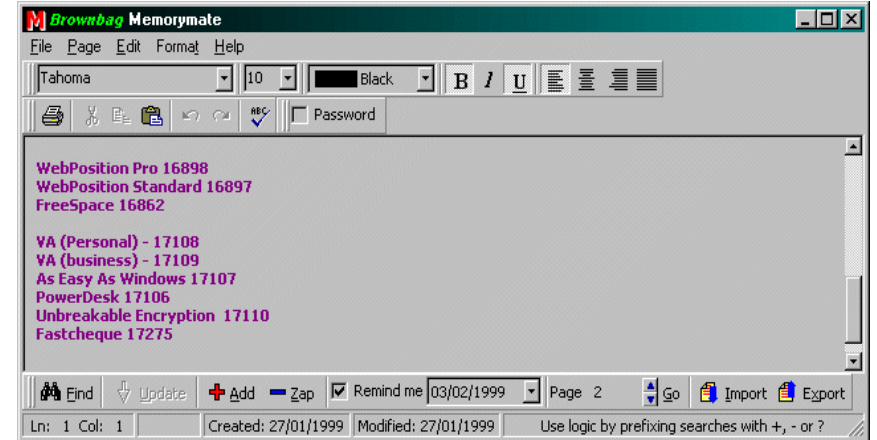 Brownbag Memorymate
File Page Edit Format Help
Tahoma 10 Black B I U
ABC Password
WebPosition Pro 16898
WebPosition Standard 16897
FreeSpace 16862
VA (Personal) - 17108
VA (business) - 17109
As Easy As Windows 17107
PowerDesk 17106
Unbreakable Encryption 17110
Fastcheque 17275
Find Update Add Zap Remind me 03/02/1999 Page 2 Go Import Export
Ln: 1 Col: 1 Created: 27/01/1999 Modified: 27/01/1999 Use logic by prefixing searches with +, - or ?